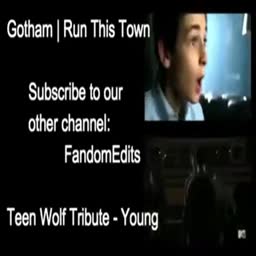 Gotham | Run This Town
Subscribe to our
other channel:
FandomEdits
Teen Wolf Tribute - Young